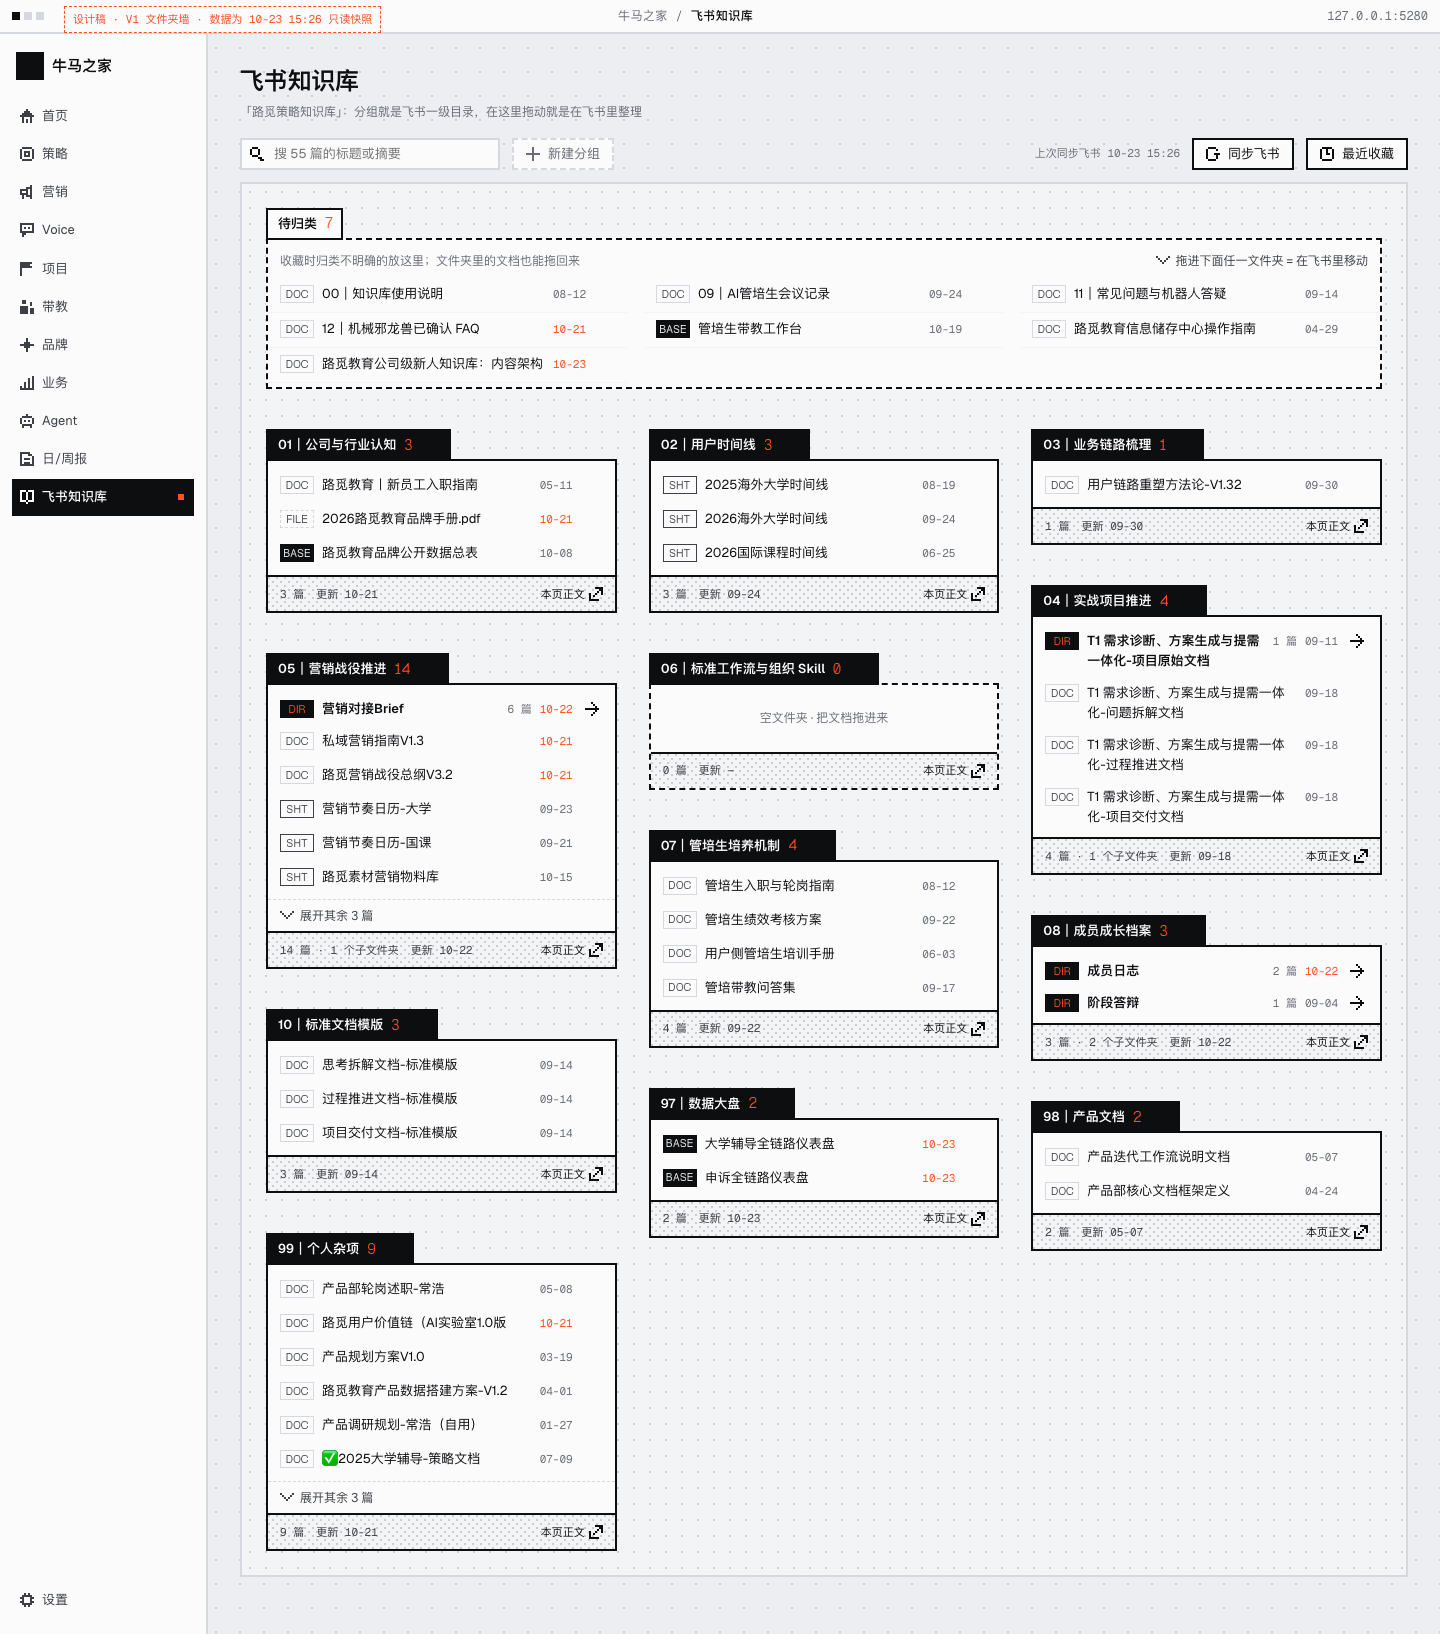 设计稿 · V1 文件夹墙 · 数据为 10-23 15:26 只读快照
牛马之家 / 飞书知识库
127.0.0.1:5280
牛马之家
首页
策略
营销
Voice
项目
带教
品牌
业务
Agent
日/周报
飞书知识库
设置
飞书知识库
「路觅策略知识库」：分组就是飞书一级目录，在这里拖动就是在飞书里整理
搜 55 篇的标题或摘要
新建分组
上次同步飞书 10-23 15:26
同步飞书
最近收藏
待归类 7
收藏时归类不明确的放这里；文件夹里的文档也能拖回来
拖进下面任一文件夹 = 在飞书里移动
DOC 00 | 知识库使用说明 08-12
DOC 09 | AI管培生会议记录 09-24
DOC 11 | 常见问题与机器人答疑 09-14
DOC 12 | 机械邪龙兽已确认 FAQ 10-21
BASE 管培生带教工作台 10-19
DOC 路觅教育信息储存中心操作指南 04-29
DOC 路觅教育公司级新人知识库：内容架构 10-23
01 | 公司与行业认知 3
DOC 路觅教育 | 新员工入职指南 05-11
FILE 2026路觅教育品牌手册.pdf 10-21
BASE 路觅教育品牌公开数据总表 10-08
3 篇 更新 10-21 本页正文
02 | 用户时间线 3
SHT 2025海外大学时间线 08-19
SHT 2026海外大学时间线 09-24
SHT 2026国际课程时间线 06-25
3 篇 更新 09-24 本页正文
03 | 业务链路梳理 1
DOC 用户链路重塑方法论-V1.32 09-30
1 篇 更新 09-30 本页正文
04 | 实战项目推进 4
DIR T1 需求诊断、方案生成与提需 1 篇 09-11
一体化-项目原始文档
DOC T1 需求诊断、方案生成与提需一体 09-18
化-问题拆解文档
DOC T1 需求诊断、方案生成与提需一体 09-18
化-过程推进文档
DOC T1 需求诊断、方案生成与提需一体 09-18
化-项目交付文档
4 篇 · 1 个子文件夹 更新 09-18 本页正文
05 | 营销战役推进 14
DIR 营销对接Brief 6 篇 10-22
DOC 私域营销指南V1.3 10-21
DOC 路觅营销战役总纲V3.2 10-21
SHT 营销节奏日历-大学 09-23
SHT 营销节奏日历-国课 09-21
SHT 路觅素材营销物料库 10-15
展开其余 3 篇
14 篇 · 1 个子文件夹 更新 10-22 本页正文
06 | 标准工作流与组织 Skill 0
空文件夹 · 把文档拖进来
0 篇 更新 — 本页正文
07 | 管培生培养机制 4
DOC 管培生入职与轮岗指南 08-12
DOC 管培生绩效考核方案 09-22
DOC 用户侧管培生培训手册 06-03
DOC 管培带教问答集 09-17
4 篇 更新 09-22 本页正文
08 | 成员成长档案 3
DIR 成员日志 2 篇 10-22
DIR 阶段答辩 1 篇 09-04
3 篇 · 2 个子文件夹 更新 10-22 本页正文
10 | 标准文档模版 3
DOC 思考拆解文档-标准模版 09-14
DOC 过程推进文档-标准模版 09-14
DOC 项目交付文档-标准模版 09-14
3 篇 更新 09-14 本页正文
97 | 数据大盘 2
BASE 大学辅导全链路仪表盘 10-23
BASE 申诉全链路仪表盘 10-23
2 篇 更新 10-23 本页正文
98 | 产品文档 2
DOC 产品迭代工作流说明文档 05-07
DOC 产品部核心文档框架定义 04-24
2 篇 更新 05-07 本页正文
99 | 个人杂项 9
DOC 产品部轮岗述职-常浩 05-08
DOC 路觅用户价值链（AI实验室1.0版 10-21
DOC 产品规划方案V1.0 03-19
DOC 路觅教育产品数据搭建方案-V1.2 04-01
DOC 产品调研规划-常浩（自用） 01-27
DOC ✅2025大学辅导-策略文档 07-09
展开其余 3 篇
9 篇 更新 10-21 本页正文